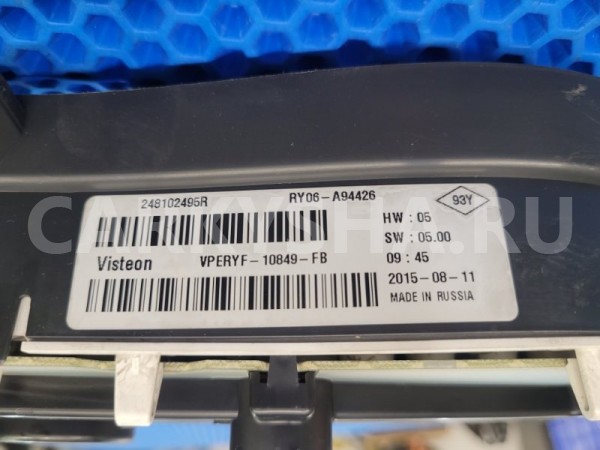 248102495R RY06-A94426 93Y
HW : 05
SW : 05.00
Visteon VPERYF-10849-FB 09 : 45
2015-08-11
MADE IN RUSSIA
CARKYSHA.RU